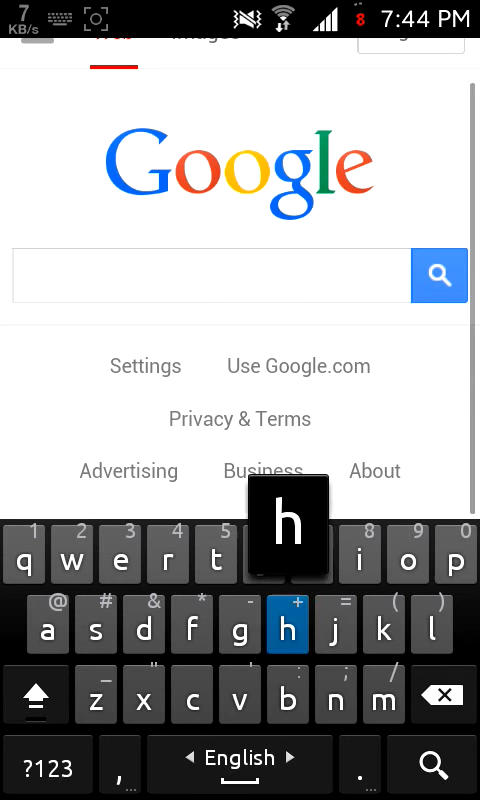 7
KB/s
8 7:44 PM
Google
Settings Use Google.com
Privacy & Terms
Advertising Business About
h
1 2 3 4 5 8 9 0
q w e r t i o p
@ # & * - + = ( )
a s d f g h j k l
_ " ' : ; /
z x c v b n m
?123 , ... English . ...